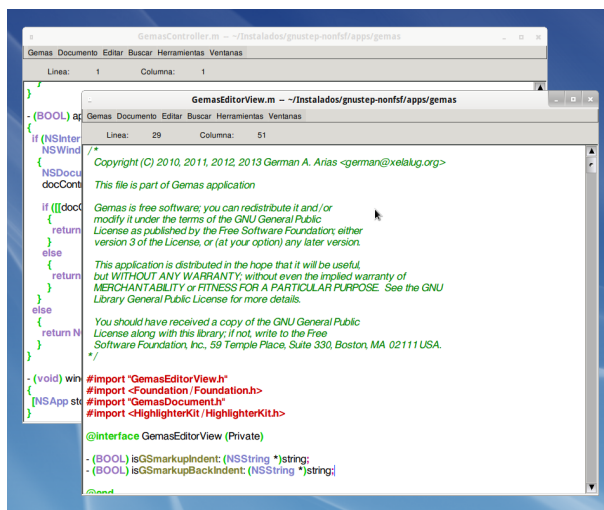 GemasController.m -- ~/Instalados/gnustep-nonfsf/apps/gemas
Gemas Documento Editar Buscar Herramientas Ventanas
Linea: 1 Columna: 1
}
}
- (BOOL)
{
if (NSInter
NSWind
{
NSDocu
docCont
if ([[doc
{
return
}
else
{
return
}
}
else
{
return N
}
}
- (void) win
{
[NSApp sto
}
GemasEditorView.m -- ~/Instalados/gnustep-nonfsf/apps/gemas
Gemas Documento Editar Buscar Herramientas Ventanas
Linea: 29 Columna: 51
/*
Copyright (C) 2010, 2011, 2012, 2013 German A. Arias <german@xelalug.org>
This file is part of Gemas application
Gemas is free software; you can redistribute it and/or
modify it under the terms of the GNU General Public
License as published by the Free Software Foundation; either
version 3 of the License, or (at your option) any later version.
This application is distributed in the hope that it will be useful,
but WITHOUT ANY WARRANTY; without even the implied warranty of
MERCHANTABILITY or FITNESS FOR A PARTICULAR PURPOSE. See the GNU
Library General Public License for more details.
You should have received a copy of the GNU General Public
License along with this library; if not, write to the Free
Software Foundation, Inc., 59 Temple Place, Suite 330, Boston, MA 02111 USA.
*/
#import "GemasEditorView.h"
#import <Foundation/Foundation.h>
#import "GemasDocument.h"
#import <HighlighterKit/HighlighterKit.h>
@interface GemasEditorView (Private)
- (BOOL) isGSmarkupIndent: (NSString *)string;
- (BOOL) isGSmarkupBackIndent: (NSString *)string;
@end